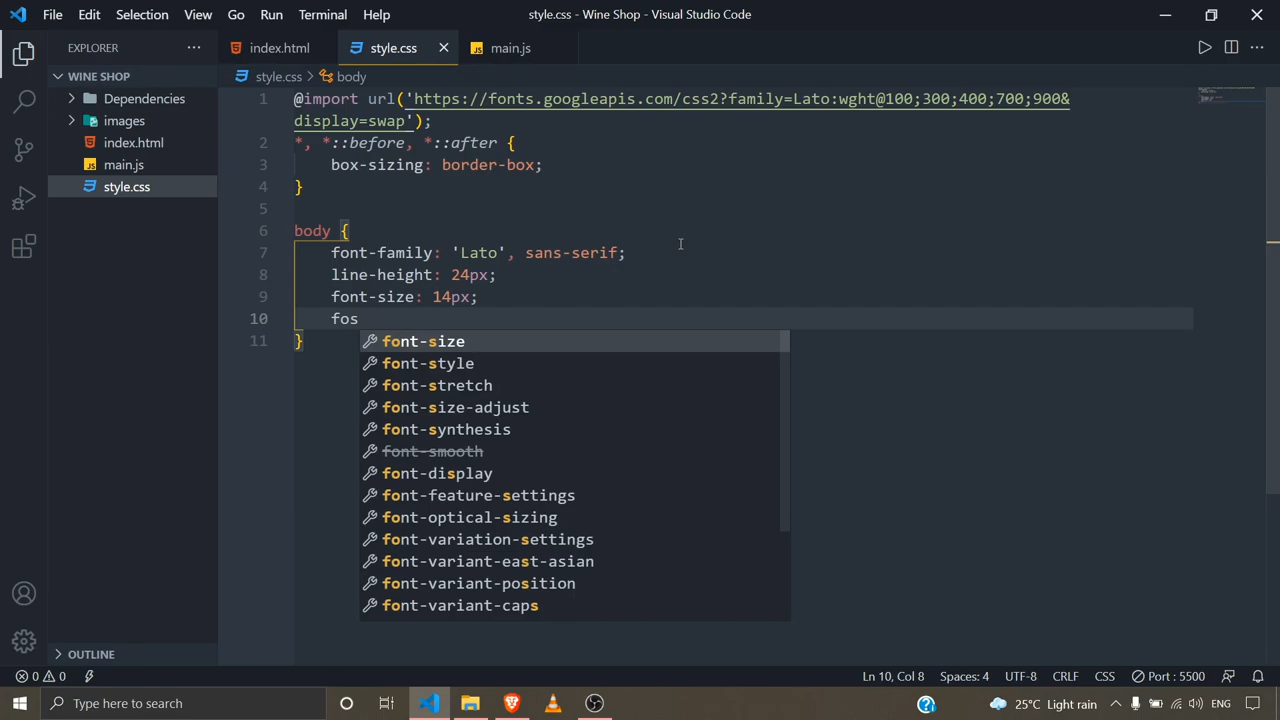 File Edit Selection View Go Run Terminal Help style.css - Wine Shop - Visual Studio Code
EXPLORER ···
index.html style.css main.js
WINE SHOP
Dependencies
images
index.html
main.js
style.css
OUTLINE
style.css > body
1 @import url('https://fonts.googleapis.com/css2?family=Lato:wght@100;300;400;700;900&
display=swap');
2 *, *::before, *::after {
3 box-sizing: border-box;
4 }
5
6 body {
7 font-family: 'Lato', sans-serif;
8 line-height: 24px;
9 font-size: 14px;
10 fos
11 }
font-size
font-style
font-stretch
font-size-adjust
font-synthesis
font-smooth
font-display
font-feature-settings
font-optical-sizing
font-variation-settings
font-variant-east-asian
font-variant-position
font-variant-caps
0 0 Ln 10, Col 8 Spaces: 4 UTF-8 CRLF CSS Port : 5500
Type here to search 25°C Light rain ENG